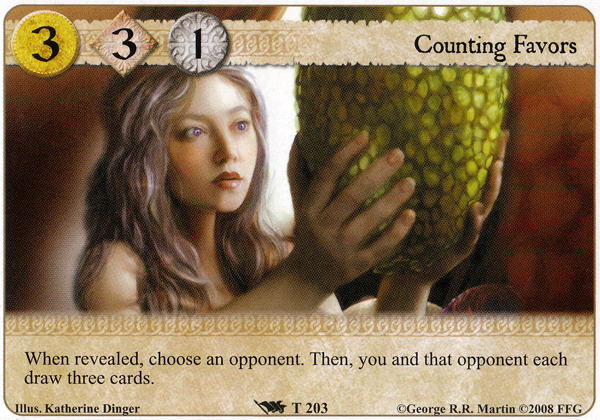 3 3 1 Counting Favors
When revealed, choose an opponent. Then, you and that opponent each
draw three cards.
Illus. Katherine Dinger T 203 ©George R.R. Martin ©2008 FFG